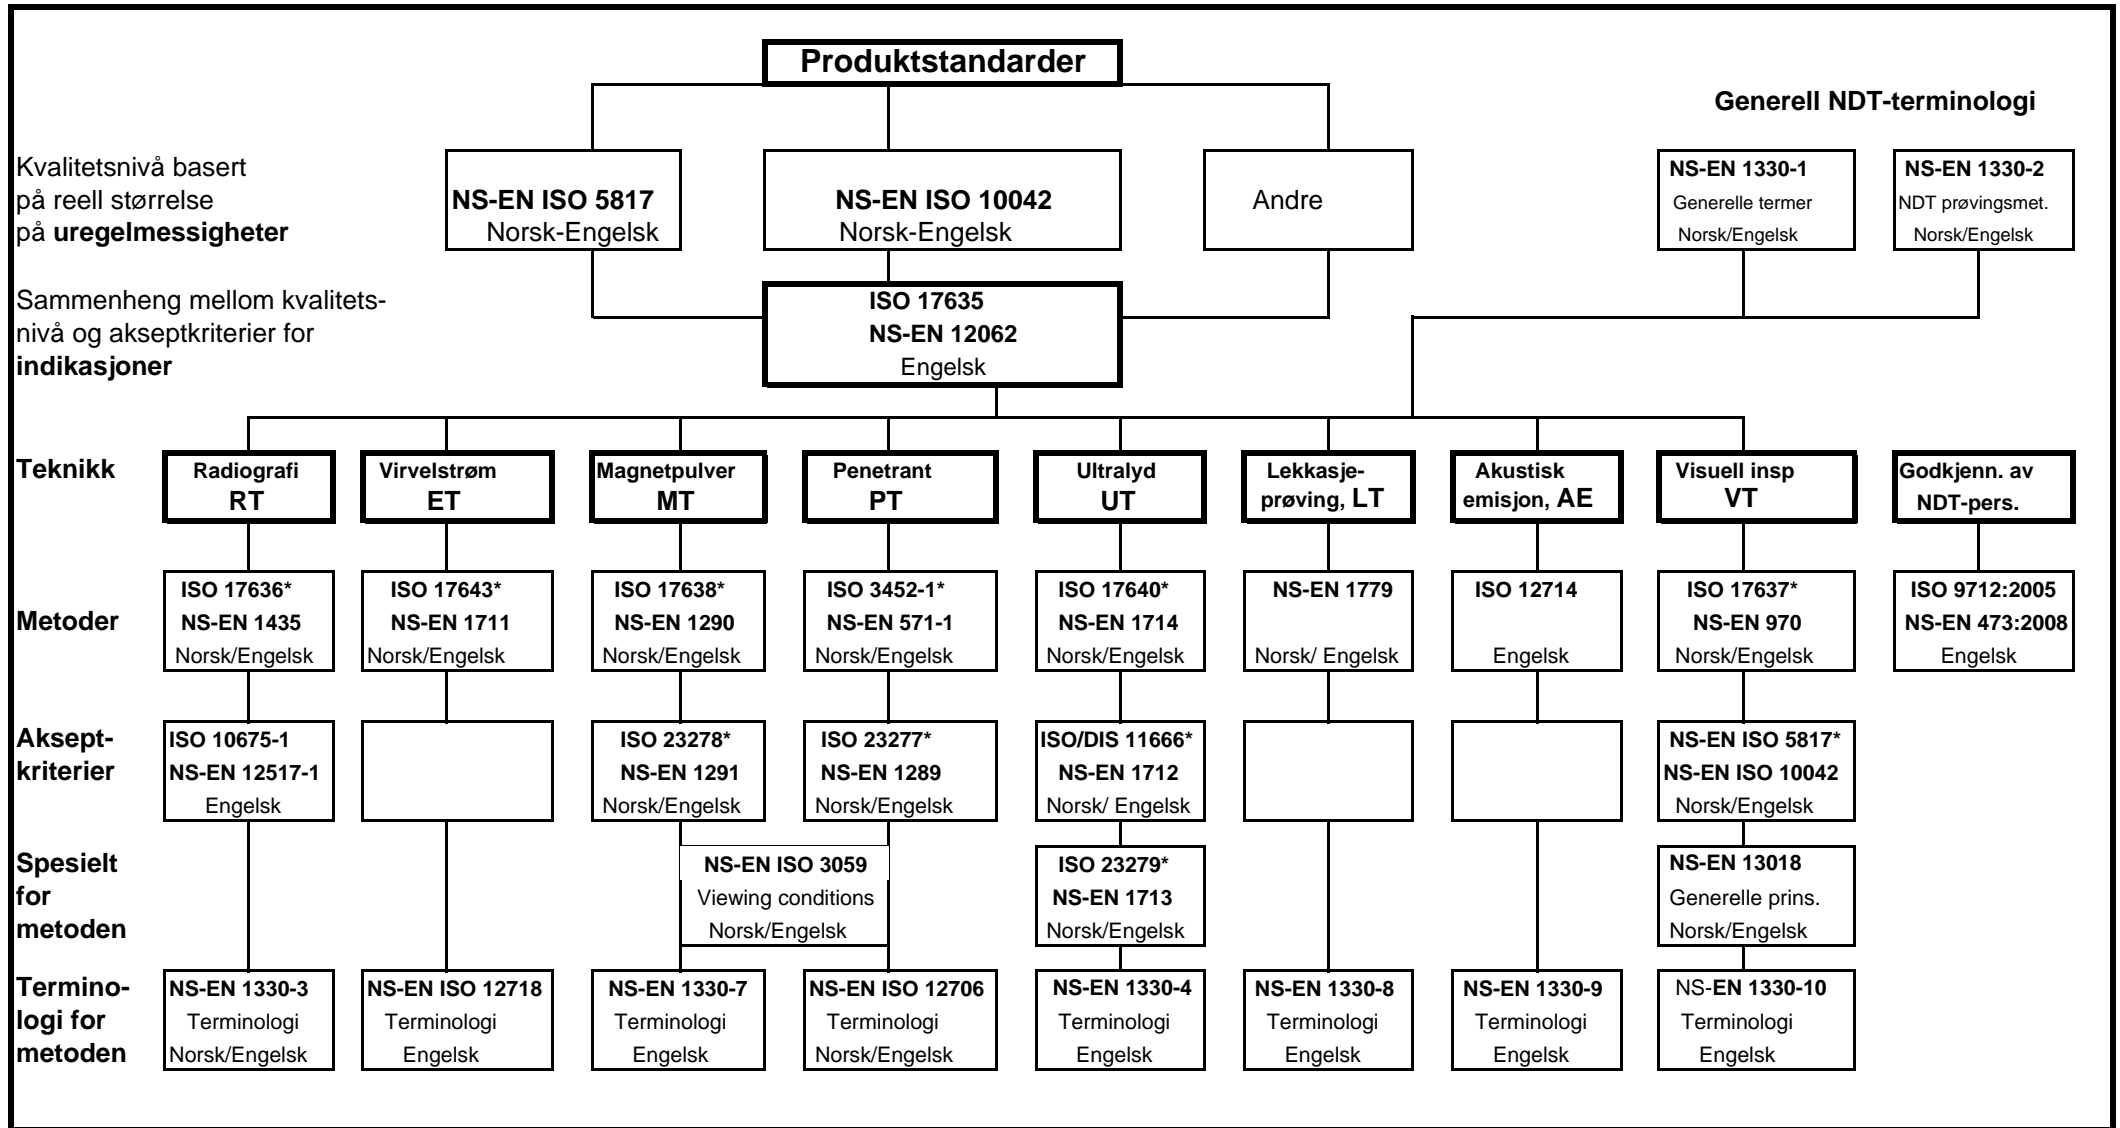 Produktstandarder
Generell NDT-terminologi
Kvalitetsnivå basert
på reell størrelse
på uregelmessigheter
NS-EN ISO 5817
Norsk-Engelsk
NS-EN ISO 10042
Norsk-Engelsk
Andre
NS-EN 1330-1
Generelle termer
Norsk/Engelsk
NS-EN 1330-2
NDT prøvingsmet.
Norsk/Engelsk
Sammenheng mellom kvalitets-
nivå og akseptkriterier for
indikasjoner
ISO 17635
NS-EN 12062
Engelsk
Teknikk
Radiografi
RT
Virvelstrøm
ET
Magnetpulver
MT
Penetrant
PT
Ultralyd
UT
Lekkasje-
prøving, LT
Akustisk
emisjon, AE
Visuell insp
VT
Godkjenn. av
NDT-pers.
Metoder
ISO 17636*
NS-EN 1435
Norsk/Engelsk
ISO 17643*
NS-EN 1711
Norsk/Engelsk
ISO 17638*
NS-EN 1290
Norsk/Engelsk
ISO 3452-1*
NS-EN 571-1
Norsk/Engelsk
ISO 17640*
NS-EN 1714
Norsk/Engelsk
NS-EN 1779
Norsk/ Engelsk
ISO 12714
Engelsk
ISO 17637*
NS-EN 970
Norsk/Engelsk
ISO 9712:2005
NS-EN 473:2008
Engelsk
Aksept-
kriterier
ISO 10675-1
NS-EN 12517-1
Engelsk
ISO 23278*
NS-EN 1291
Norsk/Engelsk
ISO 23277*
NS-EN 1289
Norsk/Engelsk
ISO/DIS 11666*
NS-EN 1712
Norsk/ Engelsk
NS-EN ISO 5817*
NS-EN ISO 10042
Norsk/Engelsk
Spesielt
for
metoden
NS-EN ISO 3059
Viewing conditions
Norsk/Engelsk
ISO 23279*
NS-EN 1713
Norsk/Engelsk
NS-EN 13018
Generelle prins.
Norsk/Engelsk
Termino-
logi for
metoden
NS-EN 1330-3
Terminologi
Norsk/Engelsk
NS-EN ISO 12718
Terminologi
Engelsk
NS-EN 1330-7
Terminologi
Engelsk
NS-EN ISO 12706
Terminologi
Norsk/Engelsk
NS-EN 1330-4
Terminologi
Engelsk
NS-EN 1330-8
Terminologi
Engelsk
NS-EN 1330-9
Terminologi
Engelsk
NS-EN 1330-10
Terminologi
Engelsk